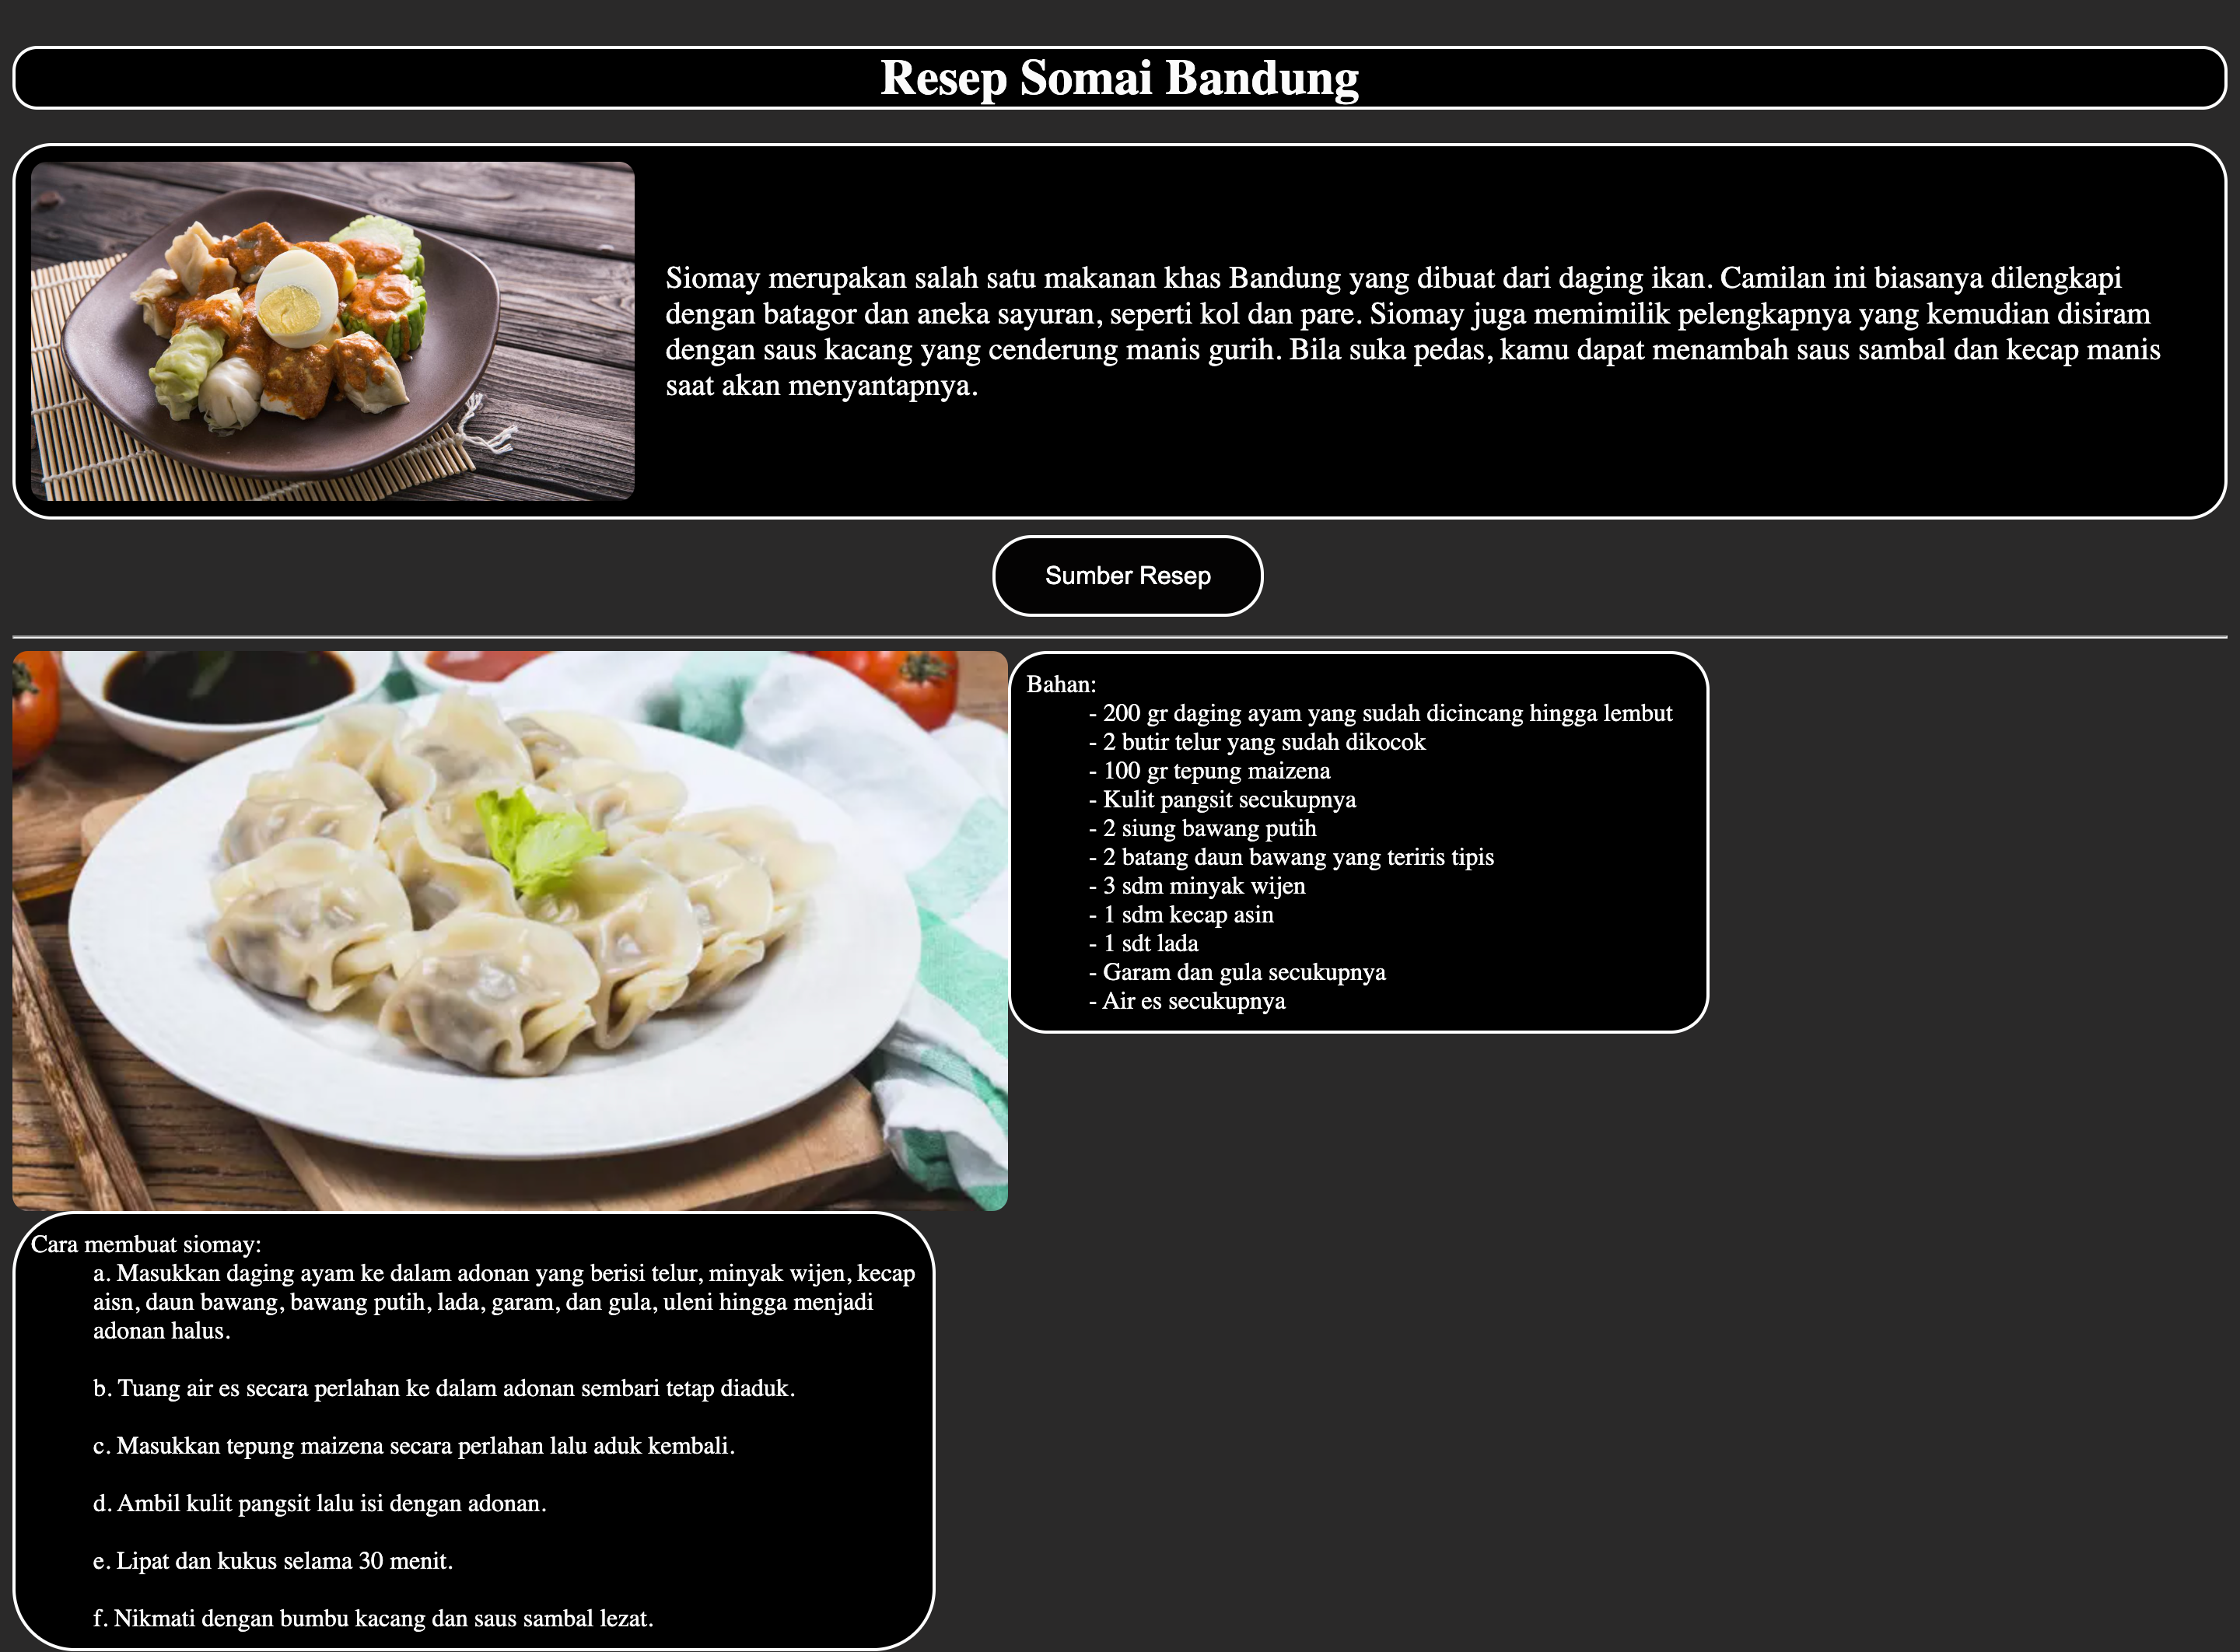 Resep Somai Bandung
Siomay merupakan salah satu makanan khas Bandung yang dibuat dari daging ikan. Camilan ini biasanya dilengkapi
dengan batagor dan aneka sayuran, seperti kol dan pare. Siomay juga memimilik pelengkapnya yang kemudian disiram
dengan saus kacang yang cenderung manis gurih. Bila suka pedas, kamu dapat menambah saus sambal dan kecap manis
saat akan menyantapnya.
Sumber Resep
Bahan:
- 200 gr daging ayam yang sudah dicincang hingga lembut
- 2 butir telur yang sudah dikocok
- 100 gr tepung maizena
- Kulit pangsit secukupnya
- 2 siung bawang putih
- 2 batang daun bawang yang teriris tipis
- 3 sdm minyak wijen
- 1 sdm kecap asin
- 1 sdt lada
- Garam dan gula secukupnya
- Air es secukupnya
Cara membuat siomay:
a. Masukkan daging ayam ke dalam adonan yang berisi telur, minyak wijen, kecap
aisn, daun bawang, bawang putih, lada, garam, dan gula, uleni hingga menjadi
adonan halus.
b. Tuang air es secara perlahan ke dalam adonan sembari tetap diaduk.
c. Masukkan tepung maizena secara perlahan lalu aduk kembali.
d. Ambil kulit pangsit lalu isi dengan adonan.
e. Lipat dan kukus selama 30 menit.
f. Nikmati dengan bumbu kacang dan saus sambal lezat.